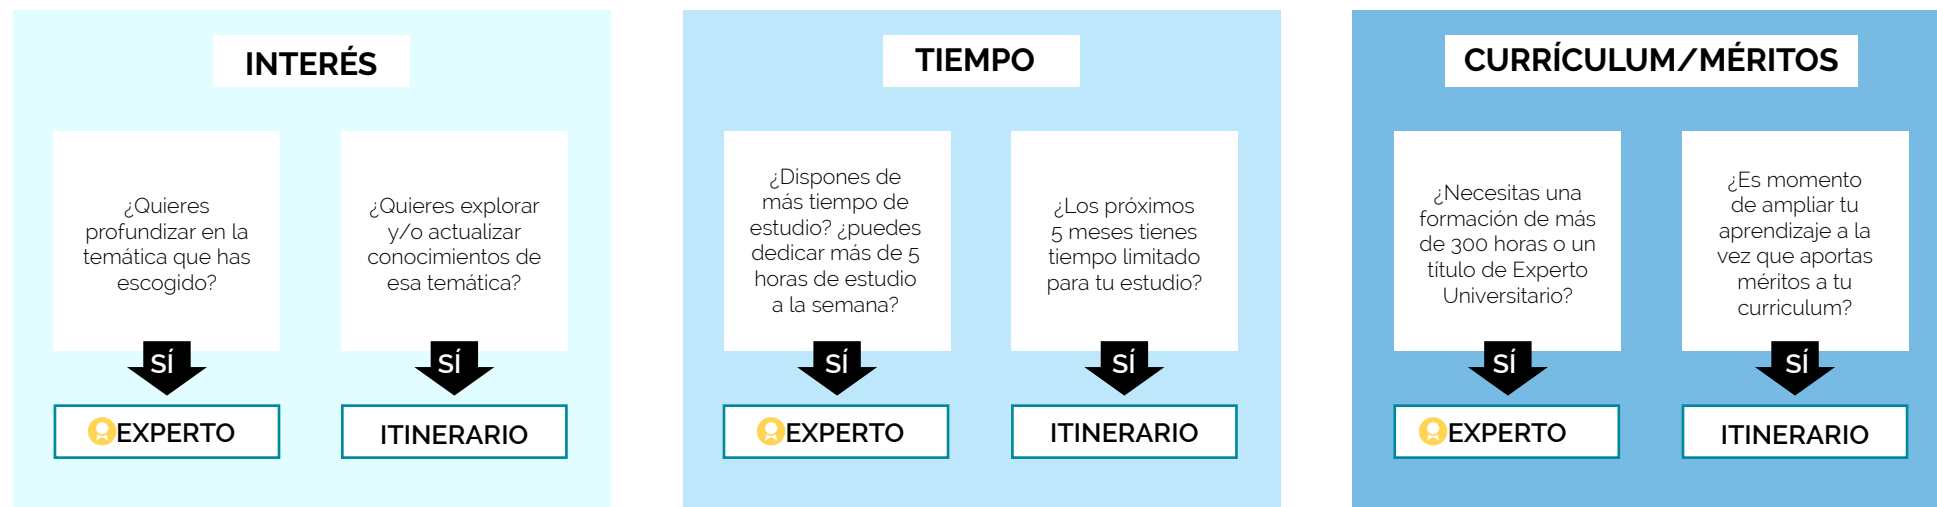 INTERÉS
¿Quieres
profundizar en la
temática que has
escogido?
SÍ
EXPERTO
¿Quieres explorar
y/o actualizar
conocimientos de
esa temática?
SÍ
ITINERARIO
TIEMPO
¿Dispones de
más tiempo de
estudio? ¿puedes
dedicar más de 5
horas de estudio
a la semana?
SÍ
EXPERTO
¿Los próximos
5 meses tienes
tiempo limitado
para tu estudio?
SÍ
ITINERARIO
CURRÍCULUM/MÉRITOS
¿Necesitas una
formación de más
de 300 horas o un
título de Experto
Universitario?
SÍ
EXPERTO
¿Es momento
de ampliar tu
aprendizaje a la
vez que aportas
méritos a tu
curriculum?
SÍ
ITINERARIO